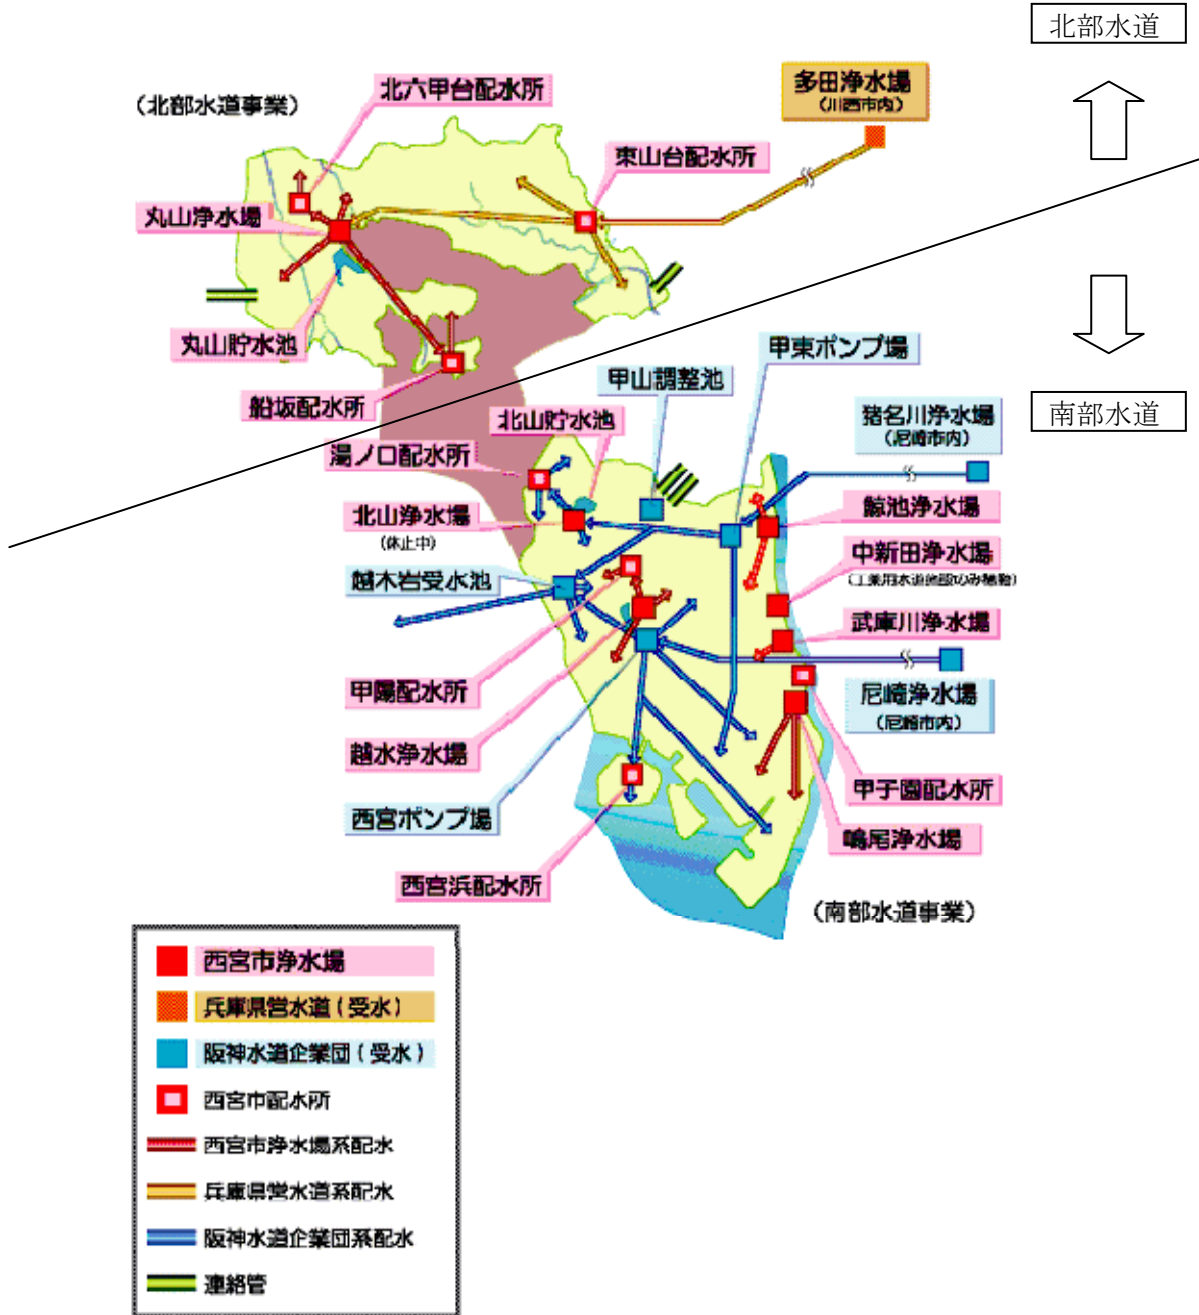 北部水道
(北部水道事業)
北六甲台配水所
多田浄水場
(川西市内)
東山台配水所
丸山浄水場
丸山貯水池
船坂配水所
甲東ポンプ場
甲山調整池
南部水道
猪名川浄水場
(尼崎市内)
北山貯水池
湯ノ口配水所
北山浄水場
(休止中)
鯨池浄水場
中新田浄水場
(工業用水道施設のみ稼動)
越木岩受水池
武庫川浄水場
甲陽配水所
尼崎浄水場
(尼崎市内)
越水浄水場
甲子園配水所
西宮ポンプ場
鳴尾浄水場
西宮浜配水所
(南部水道事業)
西宮市浄水場
兵庫県営水道(受水)
阪神水道企業団(受水)
西宮市配水所
西宮市浄水場系配水
兵庫県営水道系配水
阪神水道企業団系配水
連絡管